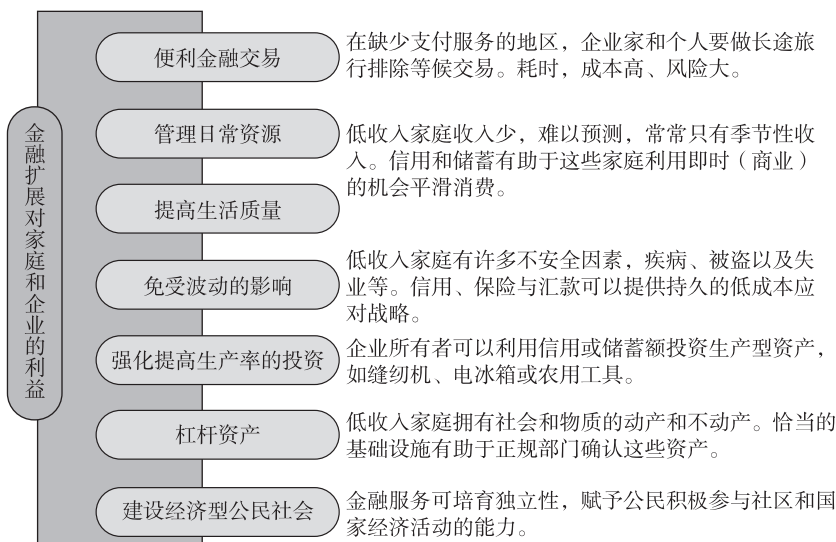 金融扩展对家庭和企业的利益
便利金融交易
在缺少支付服务的地区，企业家和个人要做长途旅
行排除等候交易。耗时，成本高、风险大。
管理日常资源
低收入家庭收入少，难以预测，常常只有季节性收
入。信用和储蓄有助于这些家庭利用即时（商业）
的机会平滑消费。
提高生活质量
免受波动的影响
低收入家庭有许多不安全因素，疾病、被盗以及失
业等。信用、保险与汇款可以提供持久的低成本应
对战略。
强化提高生产率的投资
企业所有者可以利用信用或储蓄额投资生产型资产，
如缝纫机、电冰箱或农用工具。
杠杆资产
低收入家庭拥有社会和物质的动产和不动产。恰当的
基础设施有助于正规部门确认这些资产。
建设经济型公民社会
金融服务可培育独立性，赋予公民积极参与社区和国
家经济活动的能力。